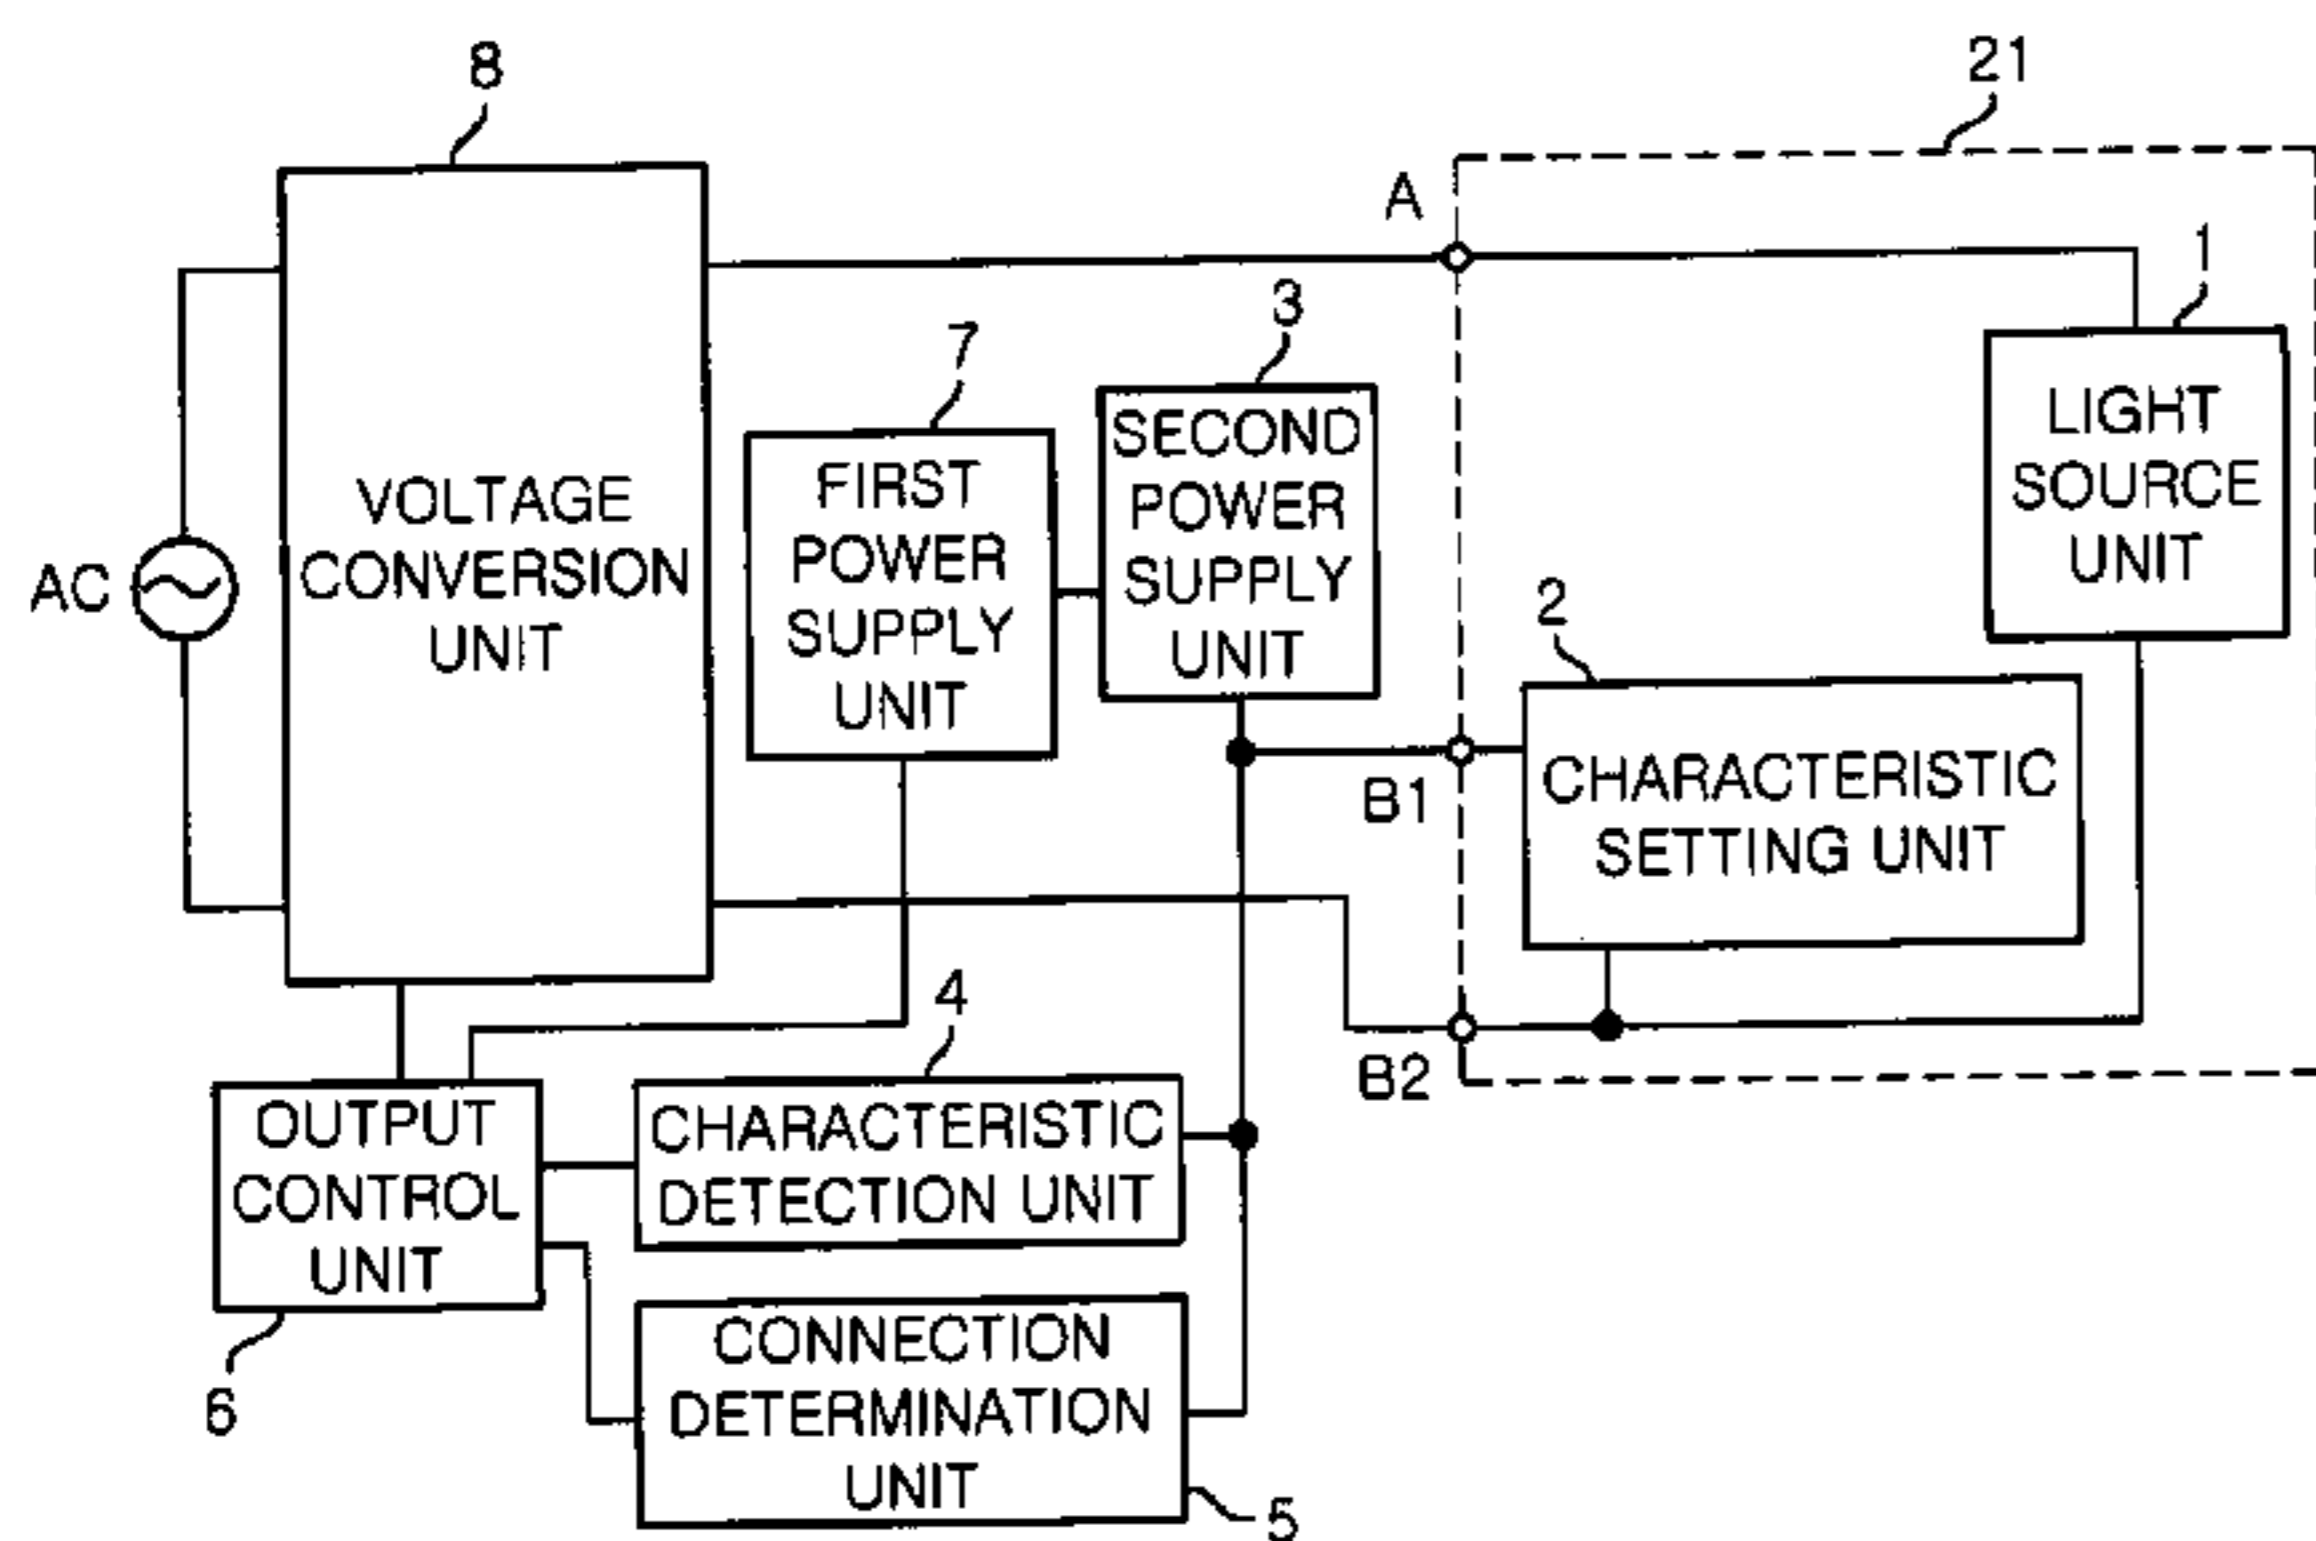 8
21
A
1
3
7
SECOND
POWER
SUPPLY
UNIT
LIGHT
SOURCE
UNIT
FIRST
POWER
SUPPLY
UNIT
VOLTAGE
CONVERSION
UNIT
AC
2
B1
CHARACTERISTIC
SETTING UNIT
4
B2
OUTPUT
CONTROL
UNIT
CHARACTERISTIC
DETECTION UNIT
6
CONNECTION
DETERMINATION
UNIT
5